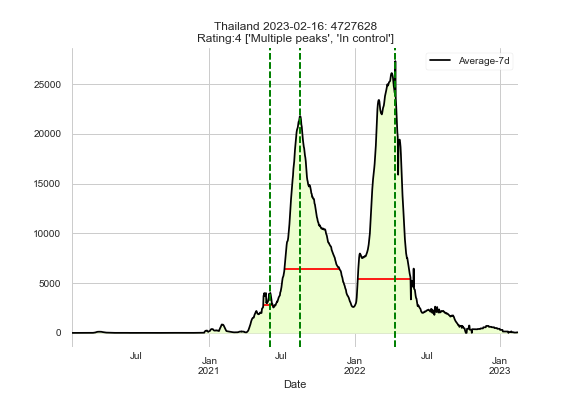 Thailand 2023-02-16: 4727628
Rating:4 ['Multiple peaks', 'In control']
Average-7d
25000
20000
15000
10000
5000
0
Jul
Jan
2021
Jul
Jan
2022
Jul
Jan
2023
Date